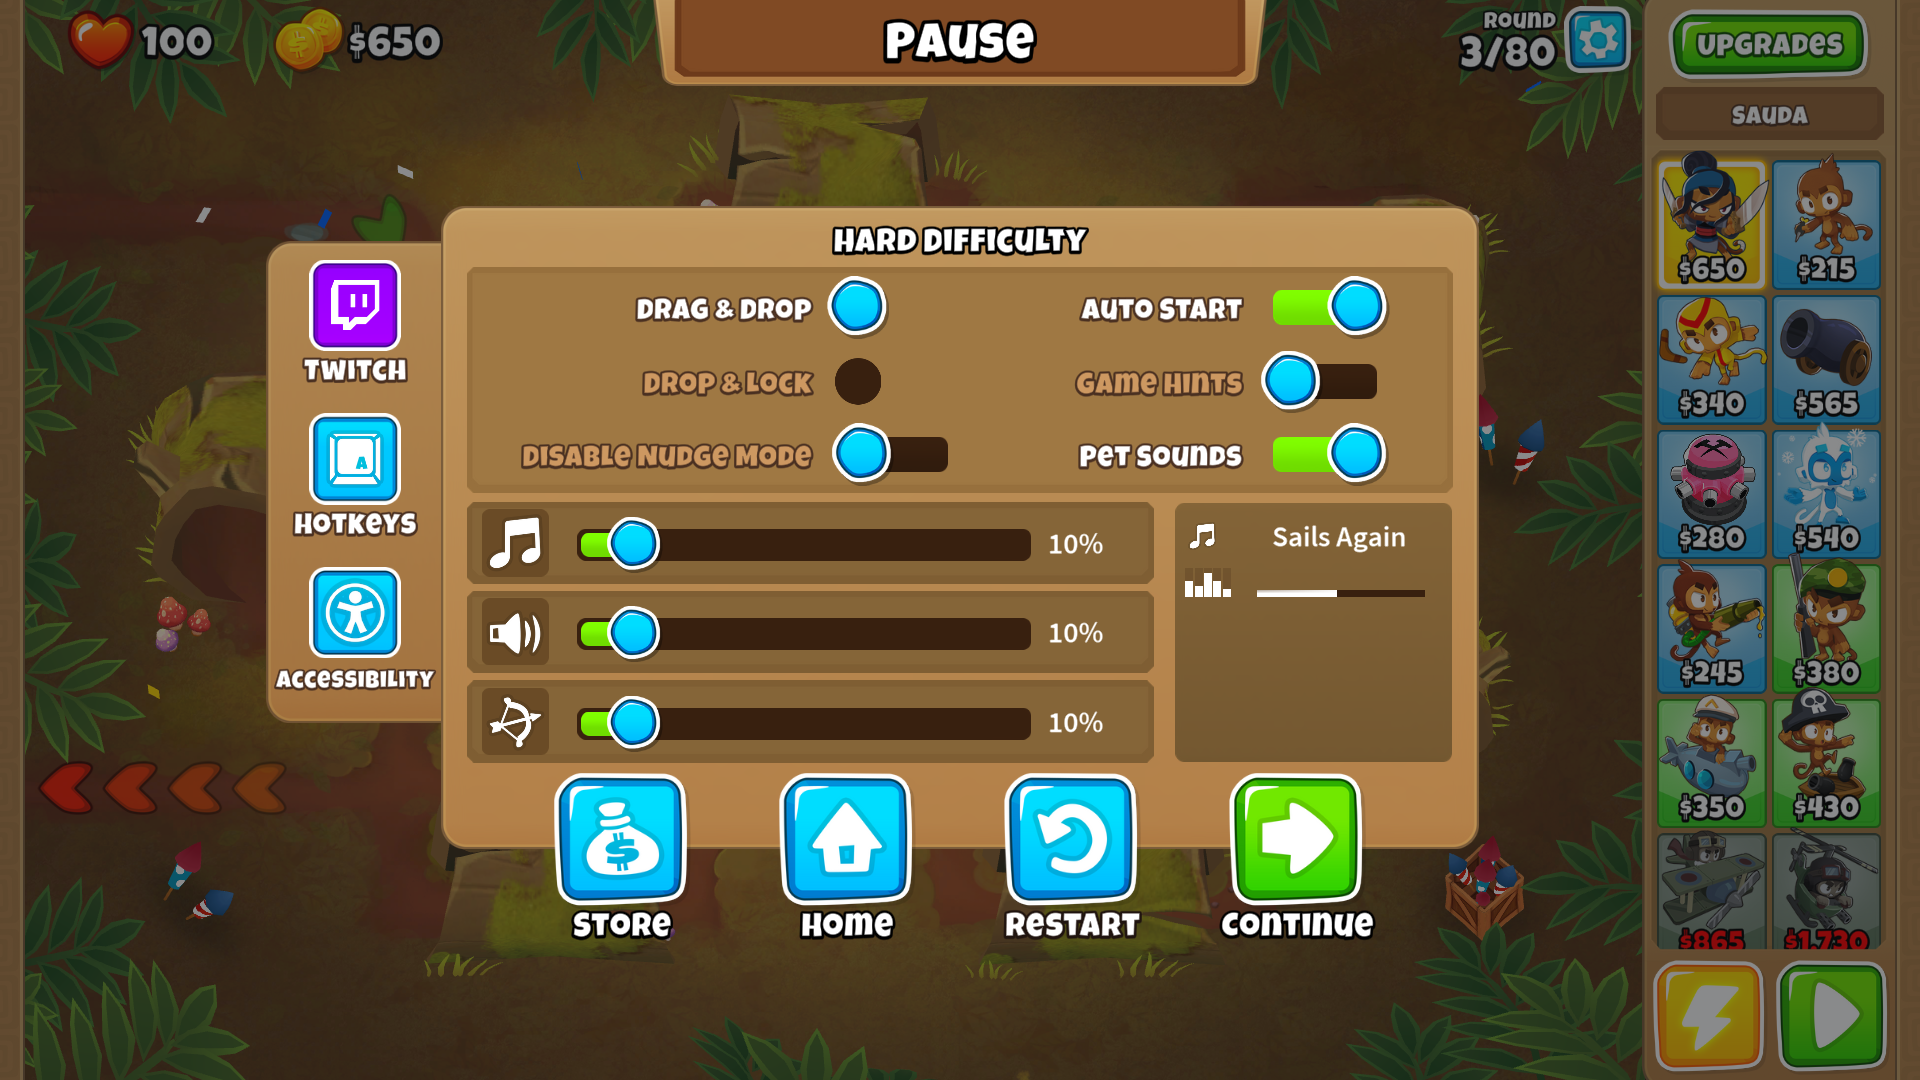 100
$650
PAUSE
ROUND
3/80
UPGRADES
SAUDA
$650
$215
$340
$565
$280
$540
$245
$380
$350
$430
$865
$1,730
HARD DIFFICULTY
DRAG & DROP
AUTO START
DROP & LOCK
GAME HINTS
DISABLE NUDGE MODE
PET SOUNDS
TWITCH
HOTKEYS
A
ACCESSIBILITY
10%
Sails Again
10%
10%
STORE
HOME
RESTART
CONTINUE